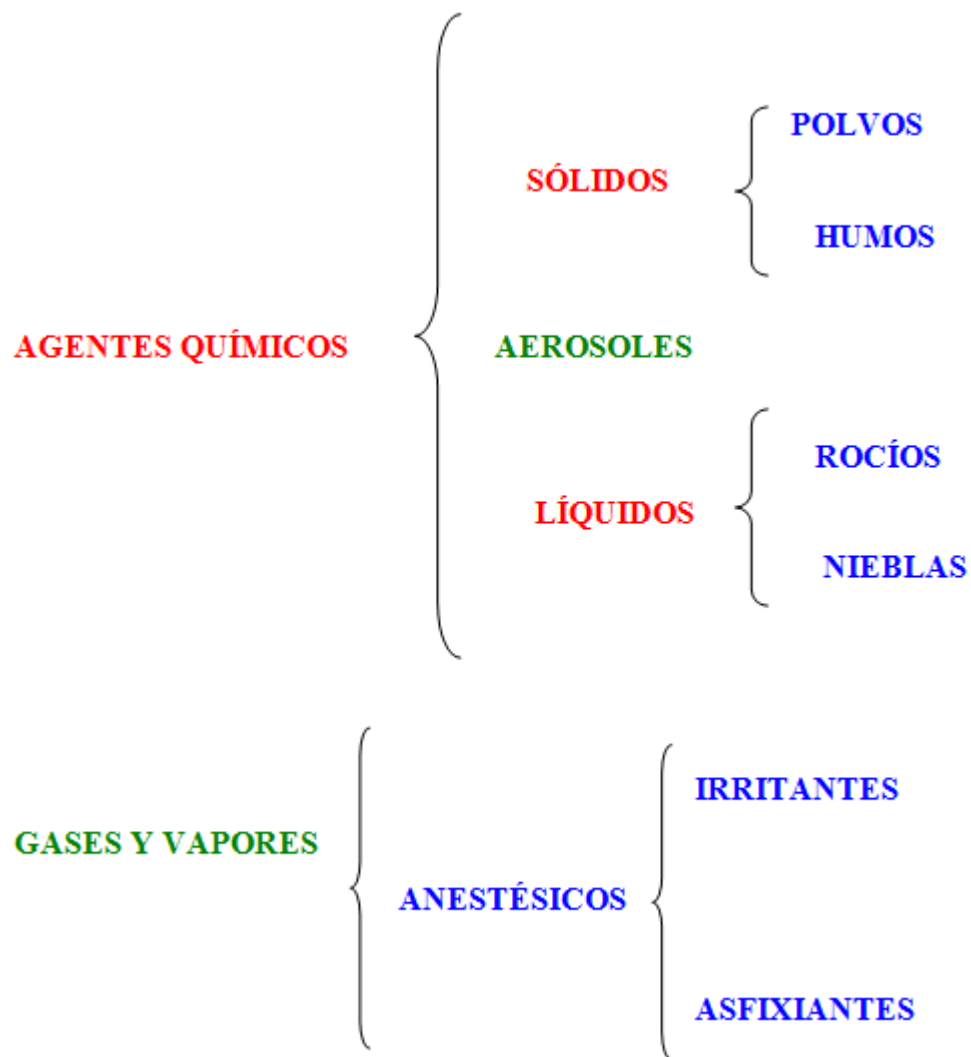 POLVOS
SÓLIDOS
HUMOS
AGENTES QUÍMICOS
AEROSOLES
ROCÍOS
LÍQUIDOS
NIEBLAS
IRRITANTES
GASES Y VAPORES
ANESTÉSICOS
ASFIXIANTES